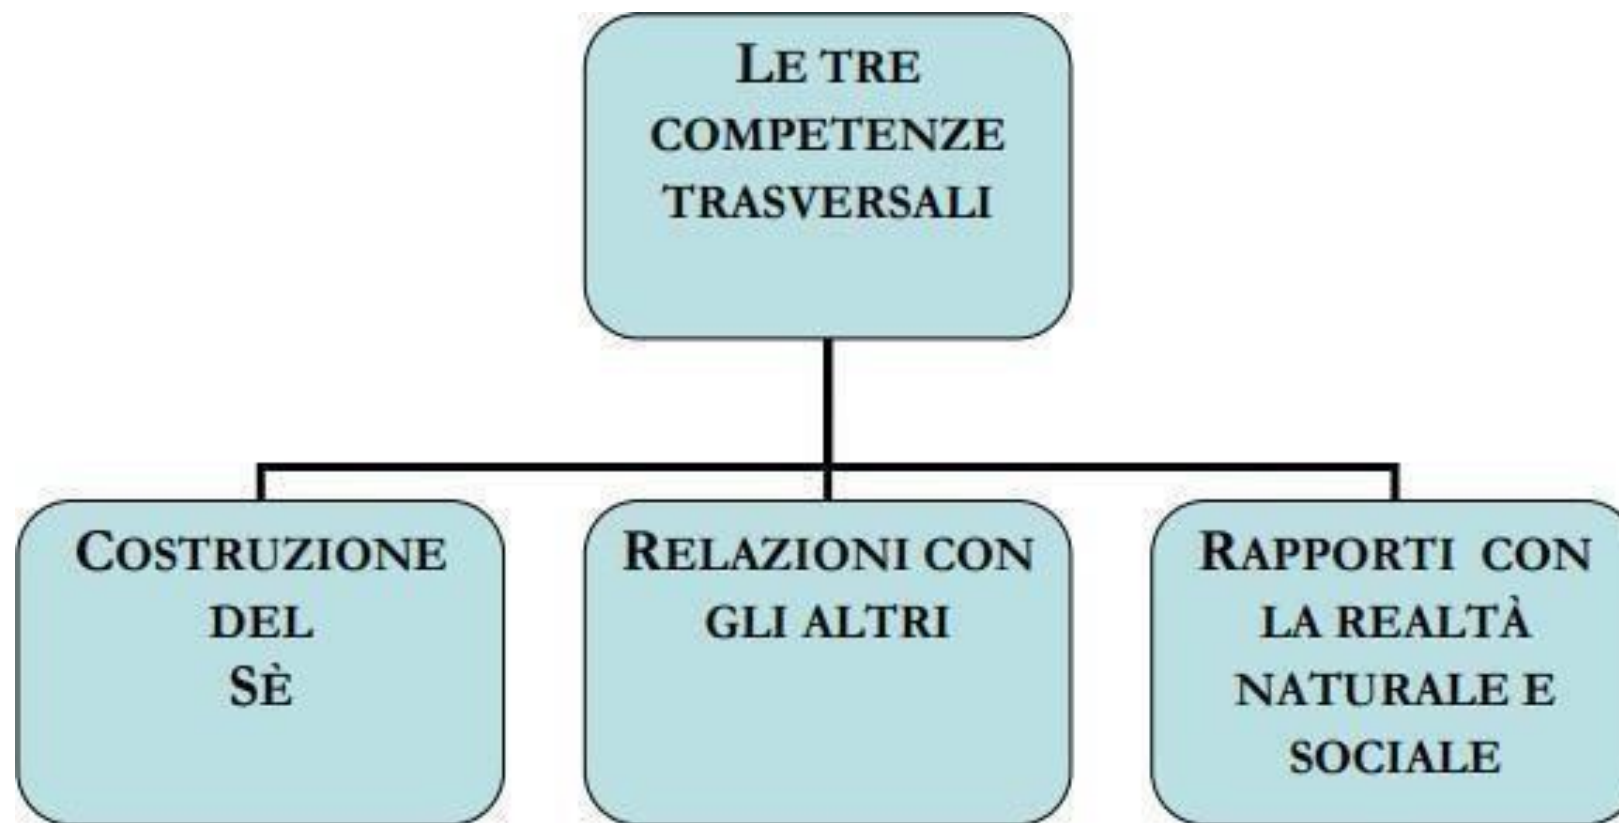 LE TRE
COMPETENZE
TRASVERSALI
COSTRUZIONE
DEL
SÈ
RELAZIONI CON
GLI ALTRI
RAPPORTI CON
LA REALTÀ
NATURALE E
SOCIALE